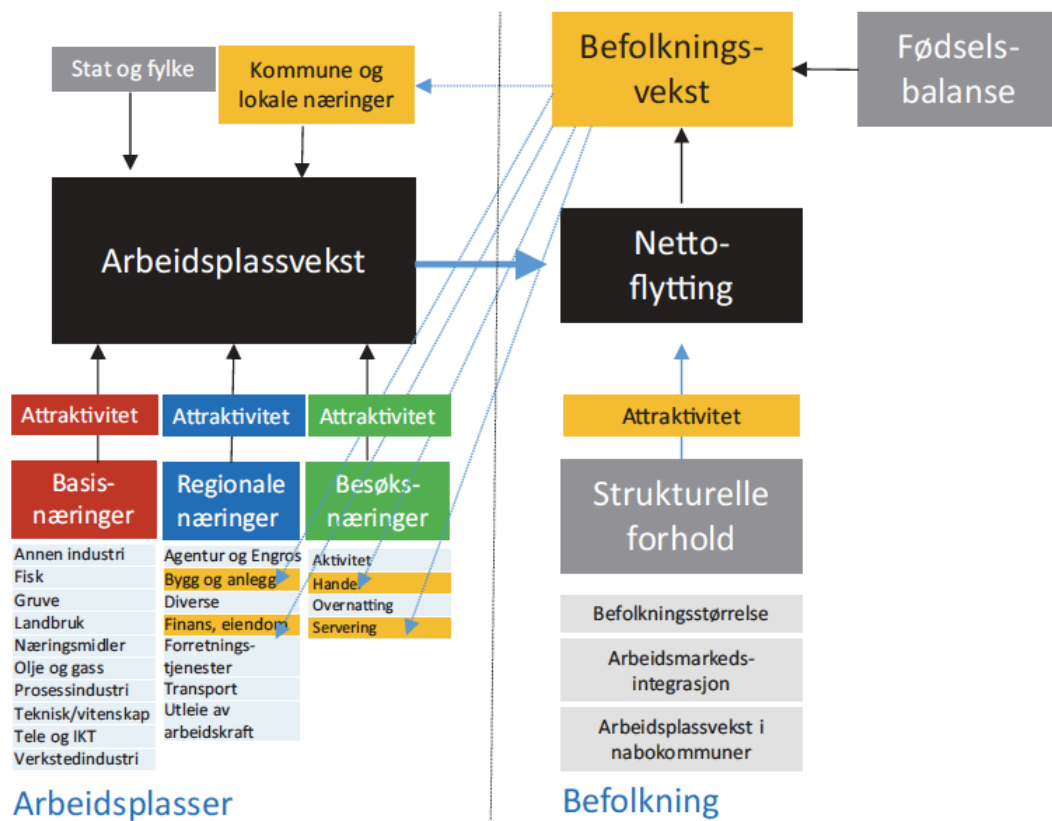 Stat og fylke
Kommune og
lokale næringer
Befolknings-
vekst
Fødsels-
balanse
Arbeidsplassvekst
Netto-
flytting
Attraktivitet
Attraktivitet
Attraktivitet
Attraktivitet
Basis-
næringer
Regionale
næringer
Besøks-
næringer
Strukturelle
forhold
Annen industri
Fisk
Gruve
Landbruk
Næringsmidler
Olje og gass
Prosessindustri
Teknisk/vitenskap
Tele og IKT
Verkstedindustri
Agentur og Engros
Bygg og anlegg
Diverse
Finans, eiendom
Forretnings-
tjenester
Transport
Utleie av
arbeidskraft
Aktivitet
Handel
Overnatting
Servering
Befolkningsstørrelse
Arbeidsmarkeds-
integrasjon
Arbeidsplassvekst i
nabokommuner
Arbeidsplasser
Befolkning